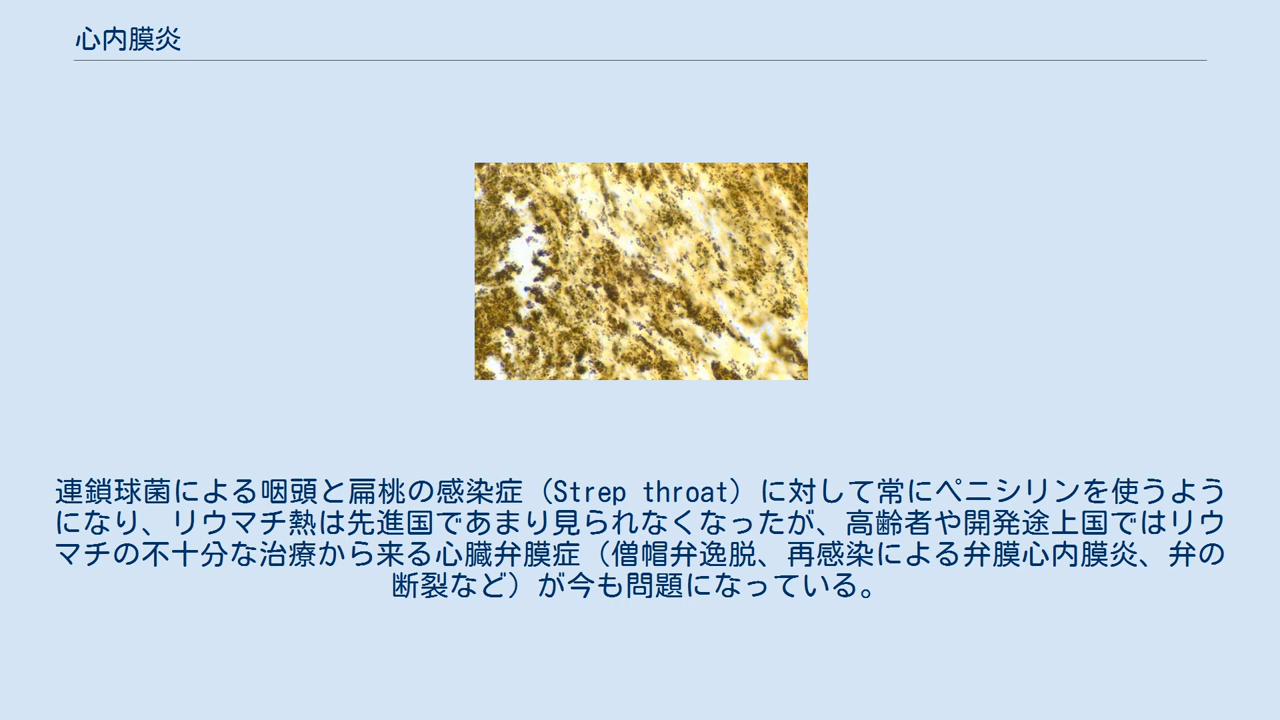 心内膜炎
連鎖球菌による咽頭と扁桃の感染症（Strep throat）に対して常にペニシリンを使うよう
になり、リウマチ熱は先進国であまり見られなくなったが、高齢者や開発途上国ではリウ
マチの不十分な治療から来る心臓弁膜症（僧帽弁逸脱、再感染による弁膜心内膜炎、弁の
断裂など）が今も問題になっている。